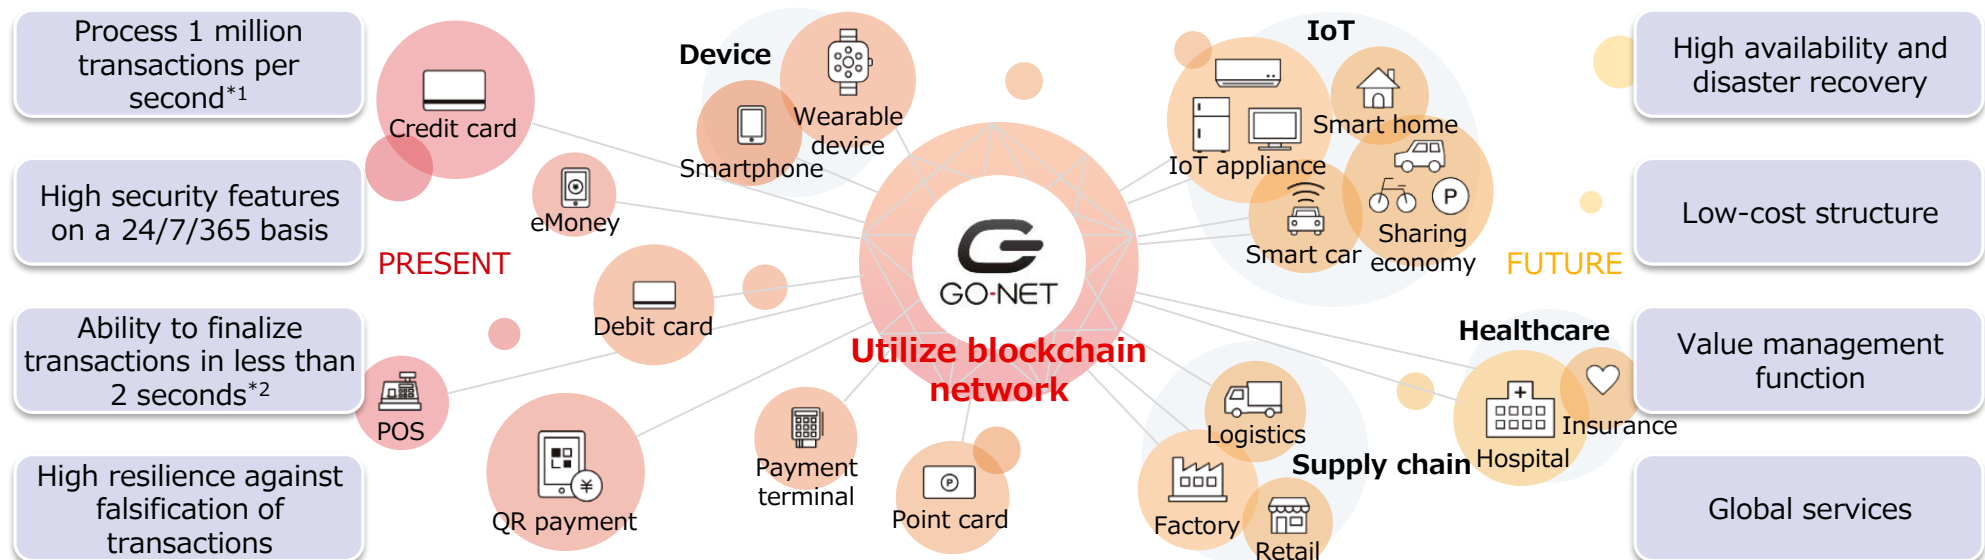 Process 1 million
transactions per
second*1
High security features
on a 24/7/365 basis
Ability to finalize
transactions in less than
2 seconds*2
High resilience against
falsification of
transactions
PRESENT
Credit card
eMoney
Debit card
POS
QR payment
Payment
terminal
Point card
Device
Smartphone
Wearable
device
GO-NET
Utilize blockchain
network
IoT
IoT appliance
P
Smart home
Smart car
Sharing
economy
P
¥
FUTURE
Healthcare
Hospital
Insurance
Supply chain
Logistics
Factory
Retail
High availability and
disaster recovery
Low-cost structure
Value management
function
Global services